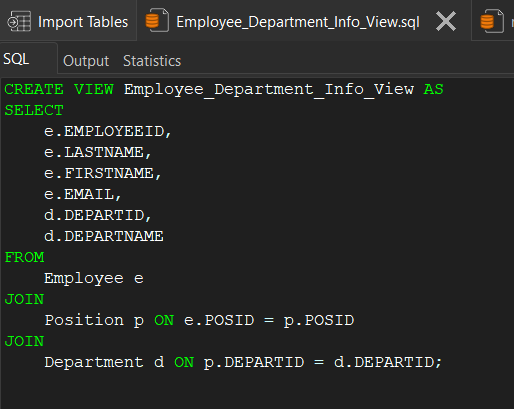 Import Tables
Employee_Department_Info_View.sql
SQL
Output
Statistics
CREATE VIEW Employee_Department_Info_View AS
SELECT
    e.EMPLOYEEID,
    e.LASTNAME,
    e.FIRSTNAME,
    e.EMAIL,
    d.DEPARTID,
    d.DEPARTNAME
FROM
    Employee e
JOIN
    Position p ON e.POSID = p.POSID
JOIN
    Department d ON p.DEPARTID = d.DEPARTID;